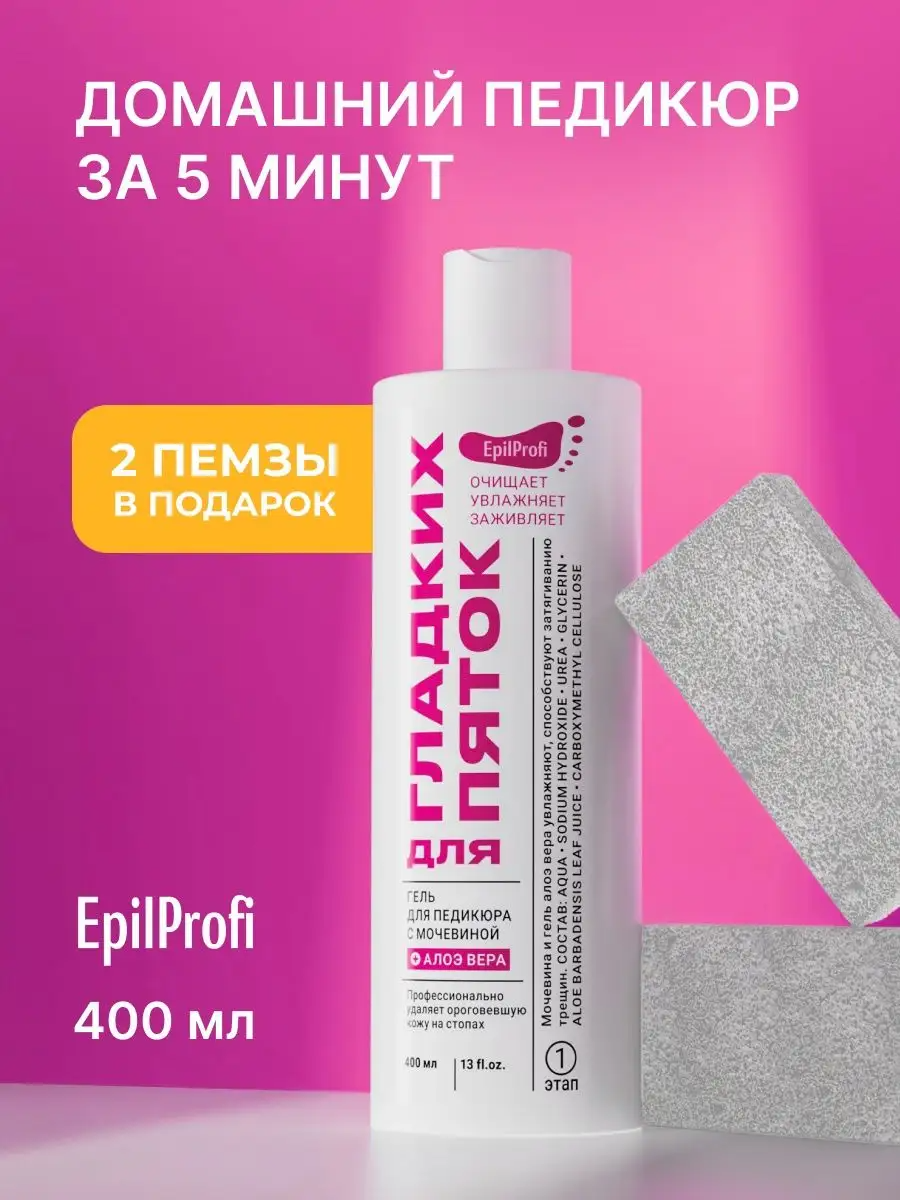 ДОМАШНИЙ ПЕДИКЮР
ЗА 5 МИНУТ
2 ПЕМЗЫ
В ПОДАРОК
EpilProfi
ОЧИЩАЕТ
УВЛАЖНЯЕТ
ЗАЖИВЛЯЕТ
для ГЛАДКИХ
ПЯТОК
ГЕЛЬ
ДЛЯ ПЕДИКЮРА
С МОЧЕВИНОЙ
+ АЛОЭ ВЕРА
Профессионально
удаляет ороговевшую
кожу на стопах
400 мл
13 fl.oz.
Мочевина и гель алоэ вера увлажняют, способствуют затягиванию
трещин. СОСТАВ: AQUA • SODIUM HYDROXIDE • UREA • GLYCERIN •
ALOE BARBADENSIS LEAF JUICE • CARBOXYMETHYL CELLULOSE
1
этап
EpilProfi
400 мл